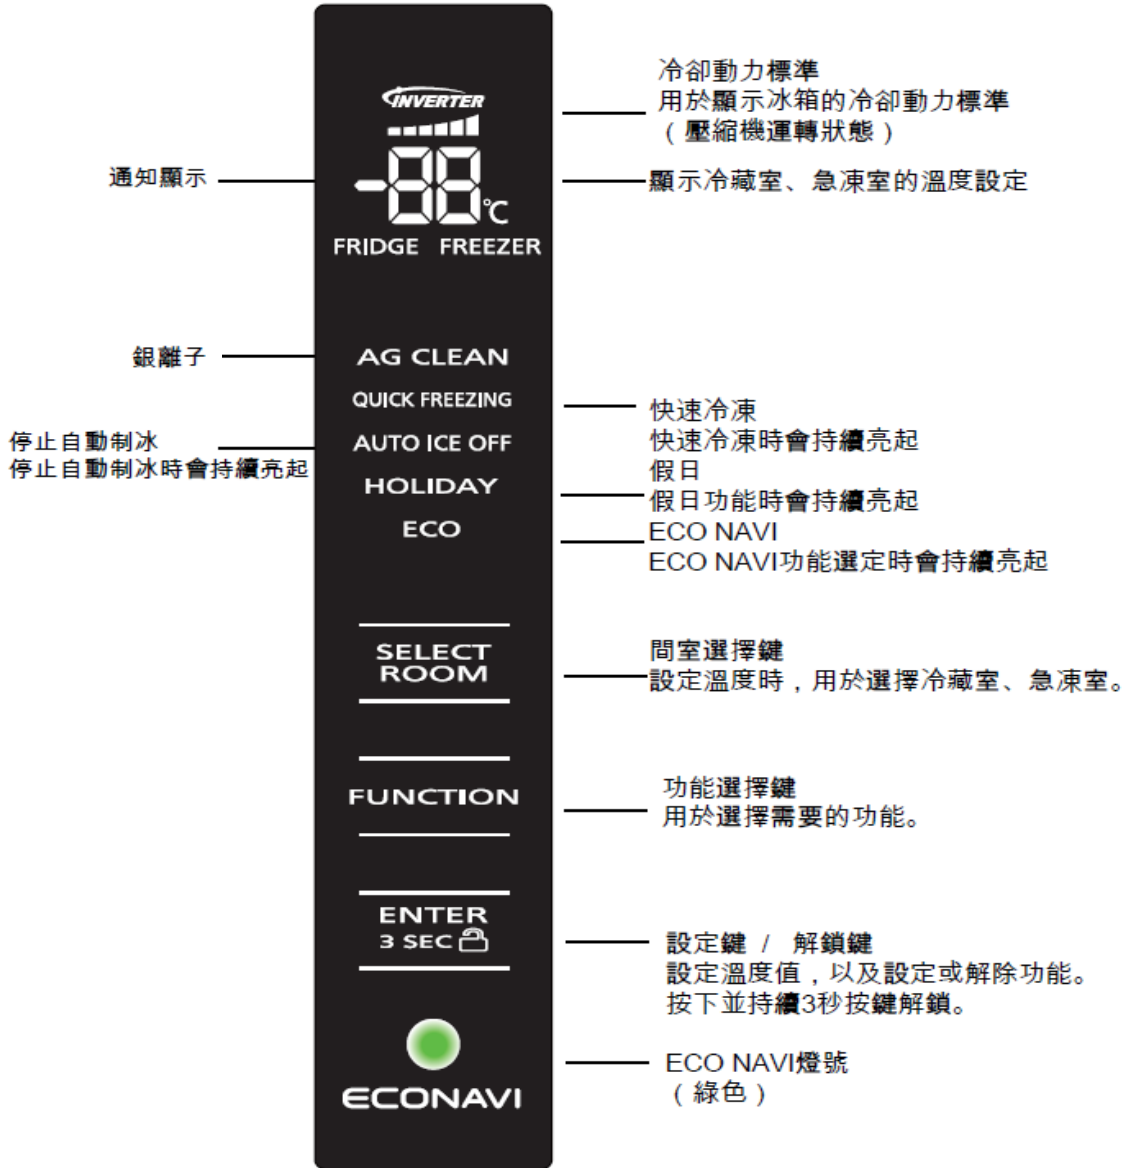 INVERTER
-88°C
FRIDGE FREEZER
AG CLEAN
QUICK FREEZING
AUTO ICE OFF
HOLIDAY
ECO
SELECT
ROOM
FUNCTION
ENTER
3 SEC
ECONAVI
通知顯示
銀離子
停止自動制冰
停止自動制冰時會持續亮起
冷卻動力標準
用於顯示冰箱的冷卻動力標準
(壓縮機運轉狀態)
顯示冷藏室、急凍室的溫度設定
快速冷凍
快速冷凍時會持續亮起
假日
假日功能時會持續亮起
ECO NAVI
ECO NAVI功能選定時會持續亮起
間室選擇鍵
設定溫度時,用於選擇冷藏室、急凍室。
功能選擇鍵
用於選擇需要的功能。
設定鍵 / 解鎖鍵
設定溫度值,以及設定或解除功能。
按下並持續3秒按鍵解鎖。
ECO NAVI燈號
(綠色)